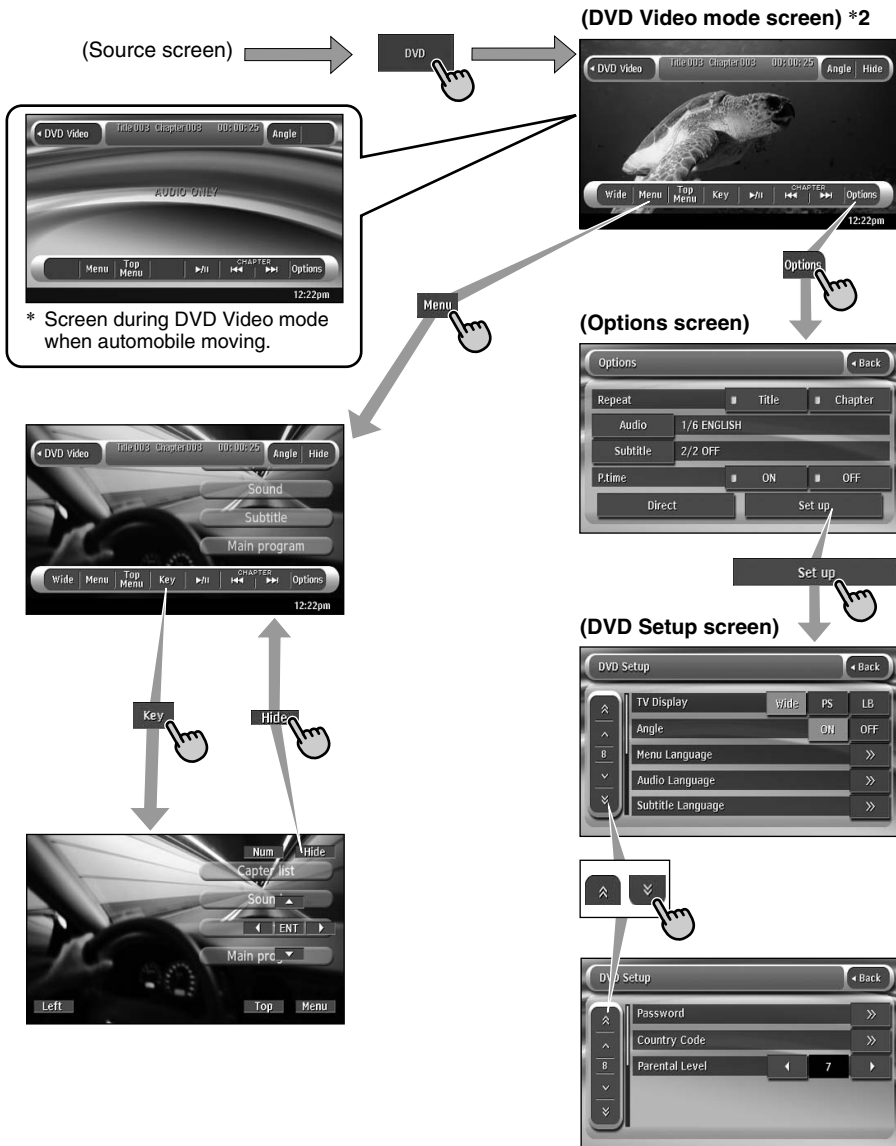 (DVD Video mode screen) *2
(Source screen)
DVD
DVD Video Title 003 Chapter 003 00:00:25 Angle Hide
Wide Menu Top Menu Key ►/II CHAPTER I◄◄ ►►I Options
12:22pm
DVD Video Title 003 Chapter 003 00:00:25 Angle
AUDIO ONLY
Menu Top Menu ►/II CHAPTER I◄◄ ►►I Options
12:22pm
* Screen during DVD Video mode
when automobile moving.
Menu
Options
(Options screen)
Options Back
Repeat Title Chapter
Audio 1/6 ENGLISH
Subtitle 2/2 OFF
P.time ON OFF
Direct Set up
Set up
DVD Video Title 003 Chapter 003 00:00:25 Angle Hide
Sound
Subtitle
Main program
Wide Menu Top Menu Key ►/II CHAPTER I◄◄ ►►I Options
12:22pm
Key
Hide
Num Hide
Capter list
Soun
ENT
Main prog
Left Top Menu
(DVD Setup screen)
DVD Setup Back
TV Display Wide PS LB
Angle ON OFF
8 Menu Language
Audio Language
Subtitle Language
DVD Setup Back
Password
Country Code
8 Parental Level 7